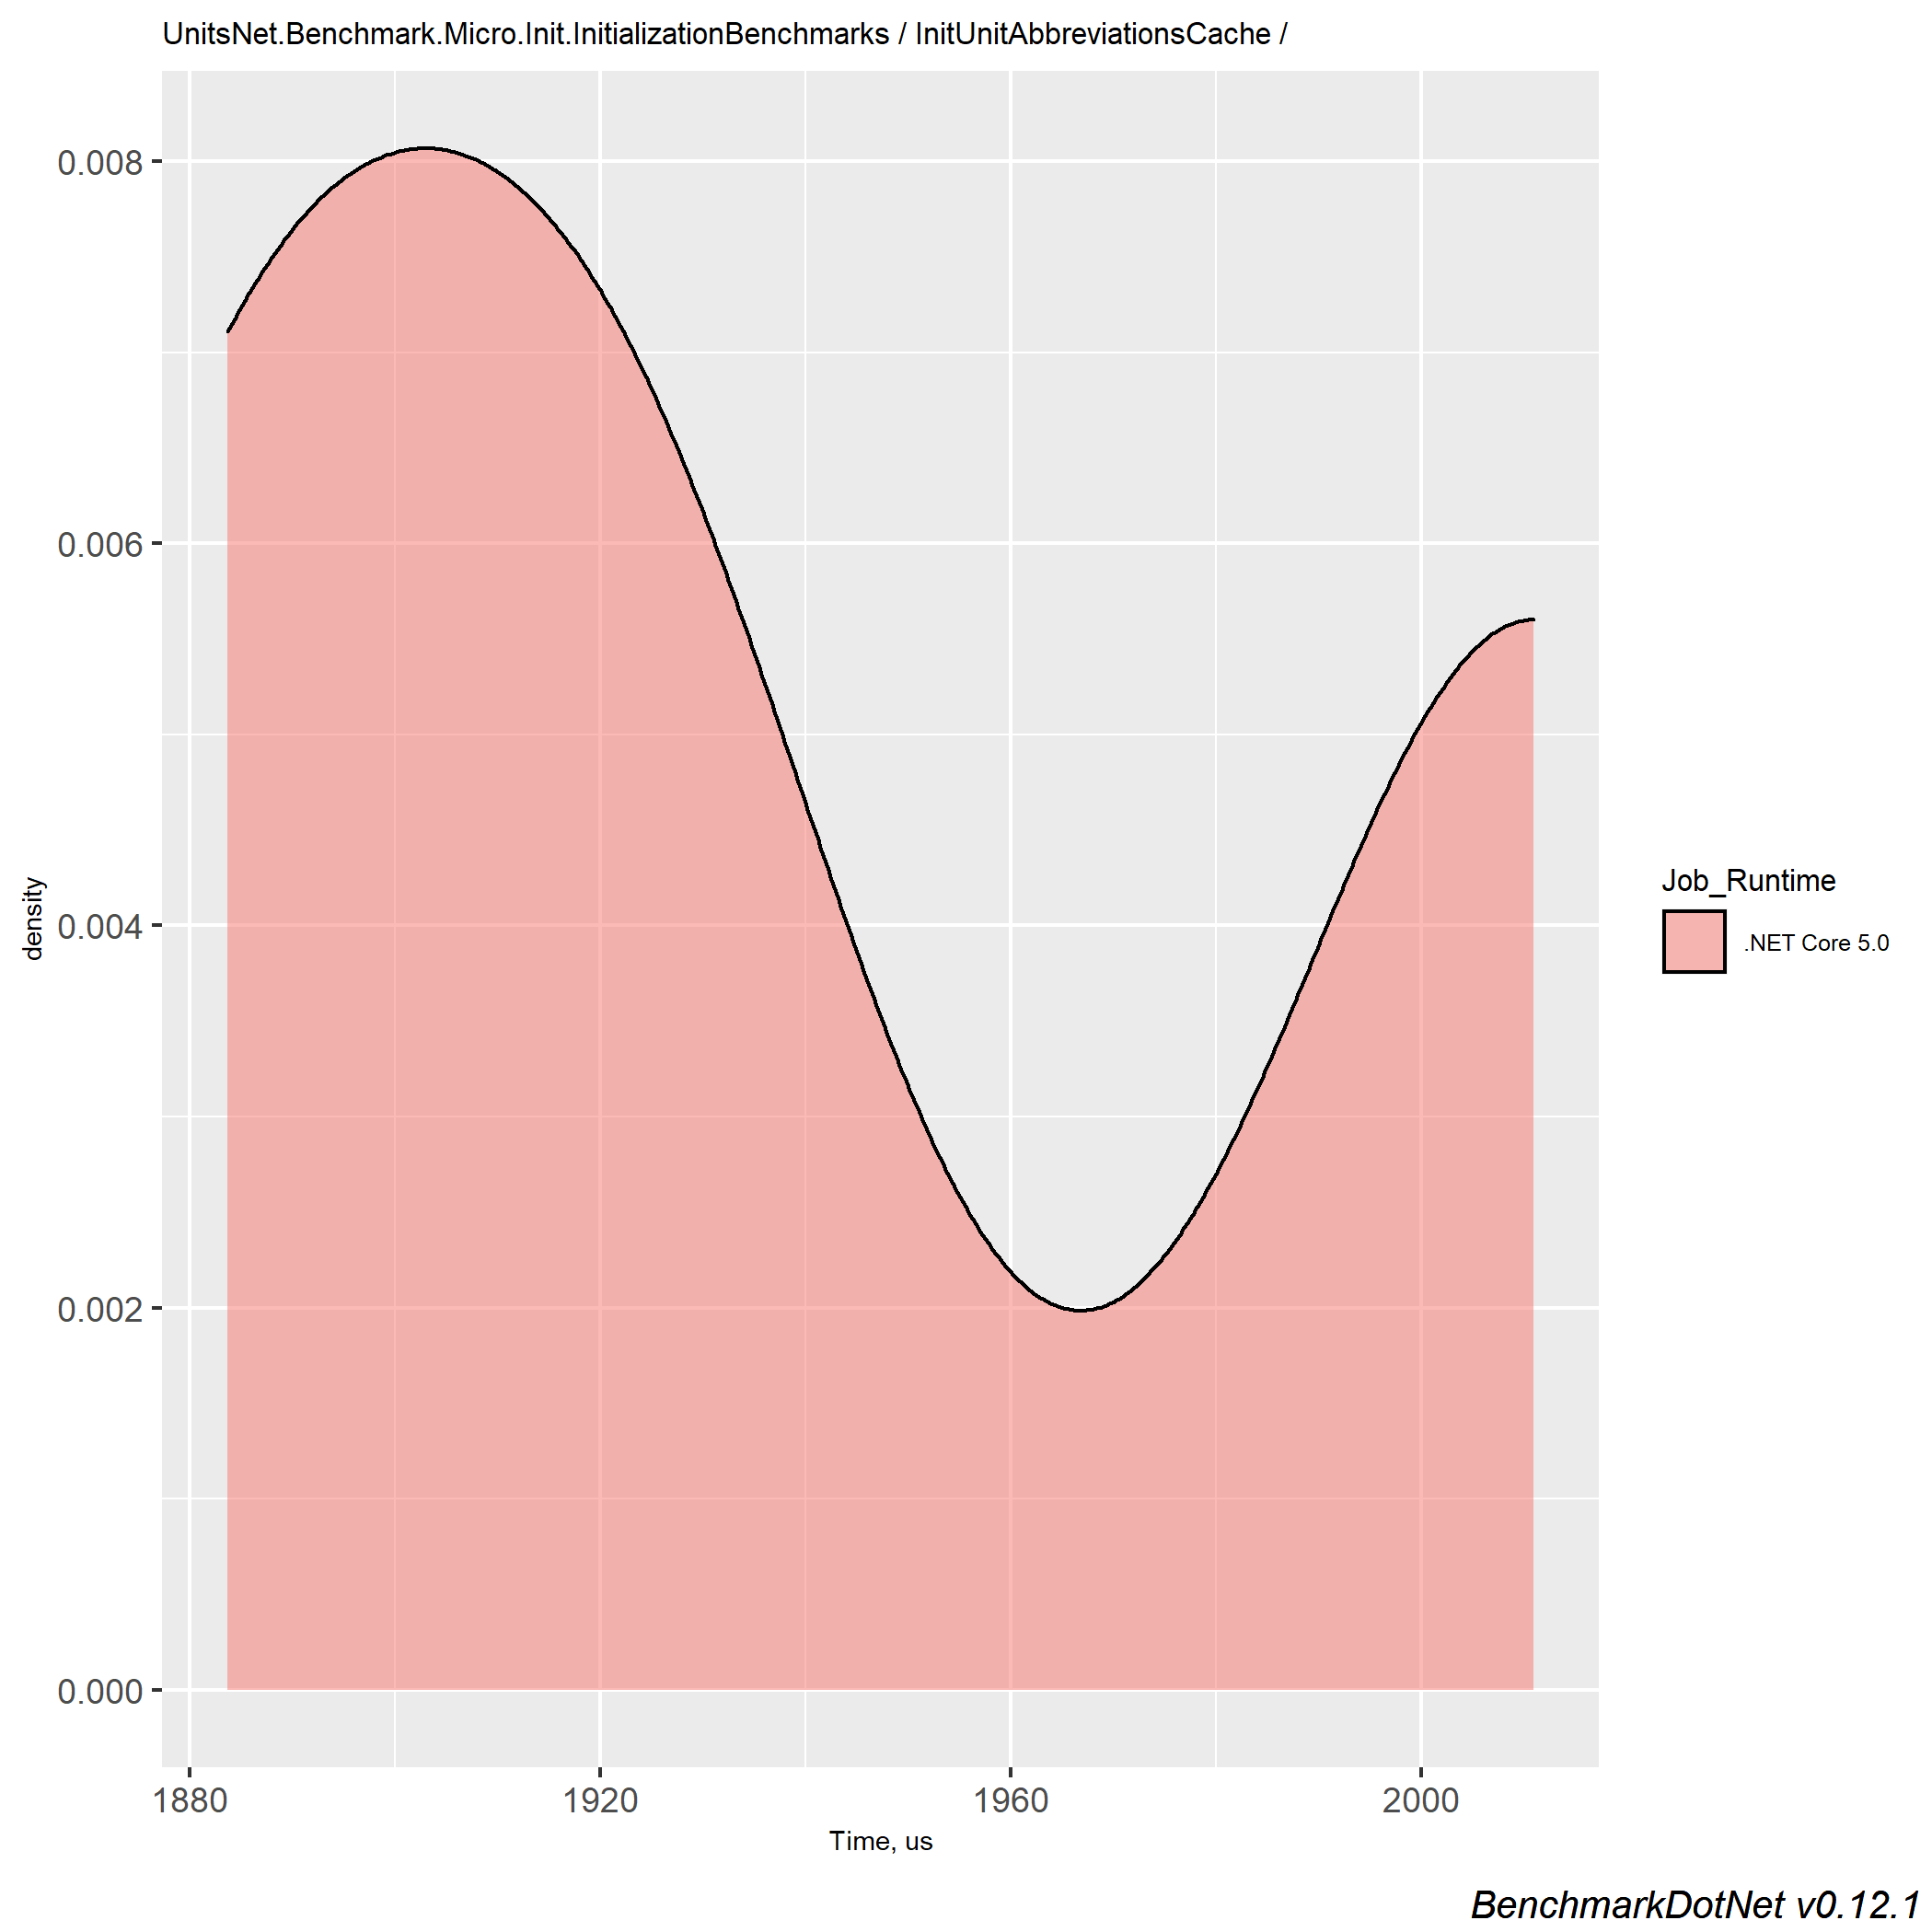 UnitsNet.Benchmark.Micro.Init.InitializationBenchmarks / InitUnitAbbreviationsCache /
0.008
0.006
0.004
0.002
0.000
density
1880 1920 1960 2000
Time, us
Job_Runtime
.NET Core 5.0
BenchmarkDotNet v0.12.1